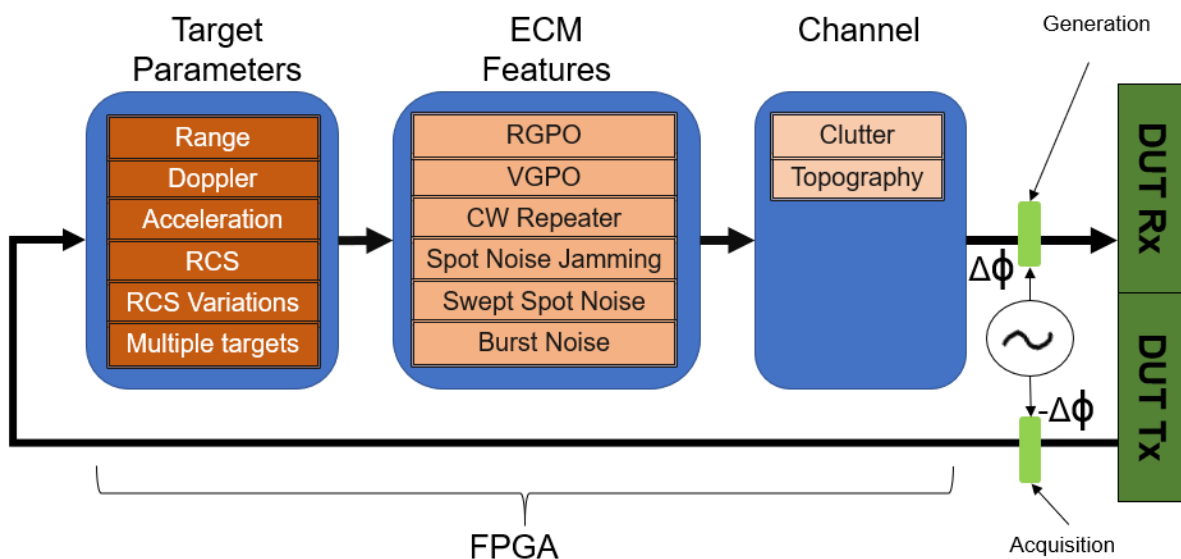 Target
Parameters
Range
Doppler
Acceleration
RCS
RCS Variations
Multiple targets
ECM
Features
RGPO
VGPO
CW Repeater
Spot Noise Jamming
Swept Spot Noise
Burst Noise
Channel
Clutter
Topography
Generation
Δϕ
-Δϕ
Acquisition
DUT Rx
DUT Tx
FPGA